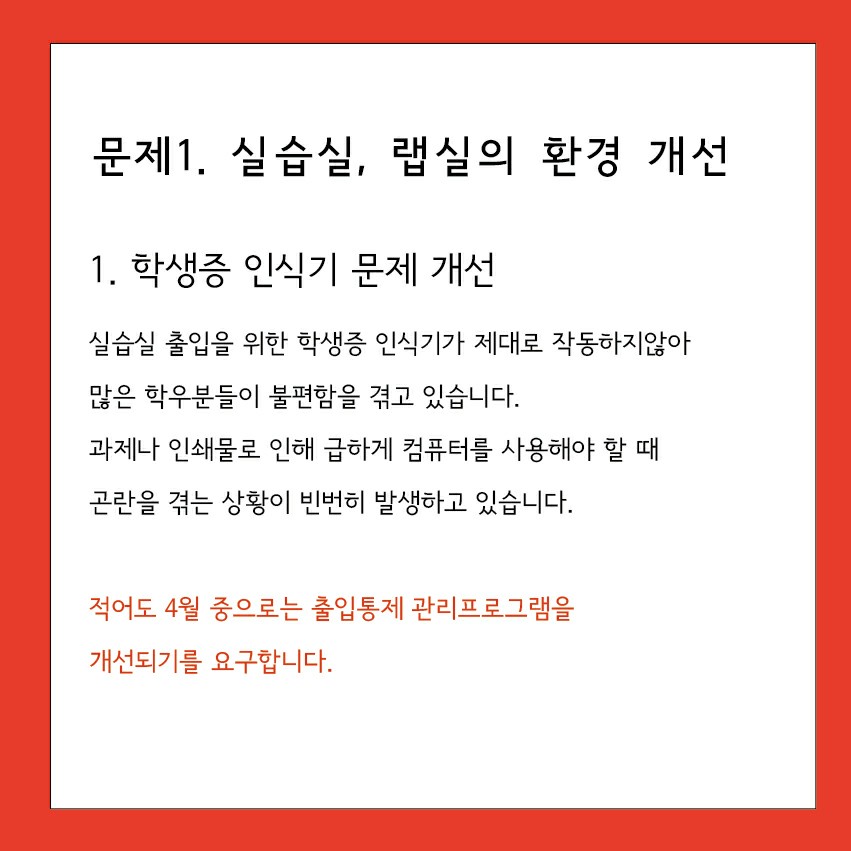 문제1. 실습실, 랩실의 환경 개선
1. 학생증 인식기 문제 개선
실습실 출입을 위한 학생증 인식기가 제대로 작동하지않아
많은 학우분들이 불편함을 겪고 있습니다.
과제나 인쇄물로 인해 급하게 컴퓨터를 사용해야 할 때
곤란을 겪는 상황이 빈번히 발생하고 있습니다.
적어도 4월 중으로는 출입통제 관리프로그램을
개선되기를 요구합니다.